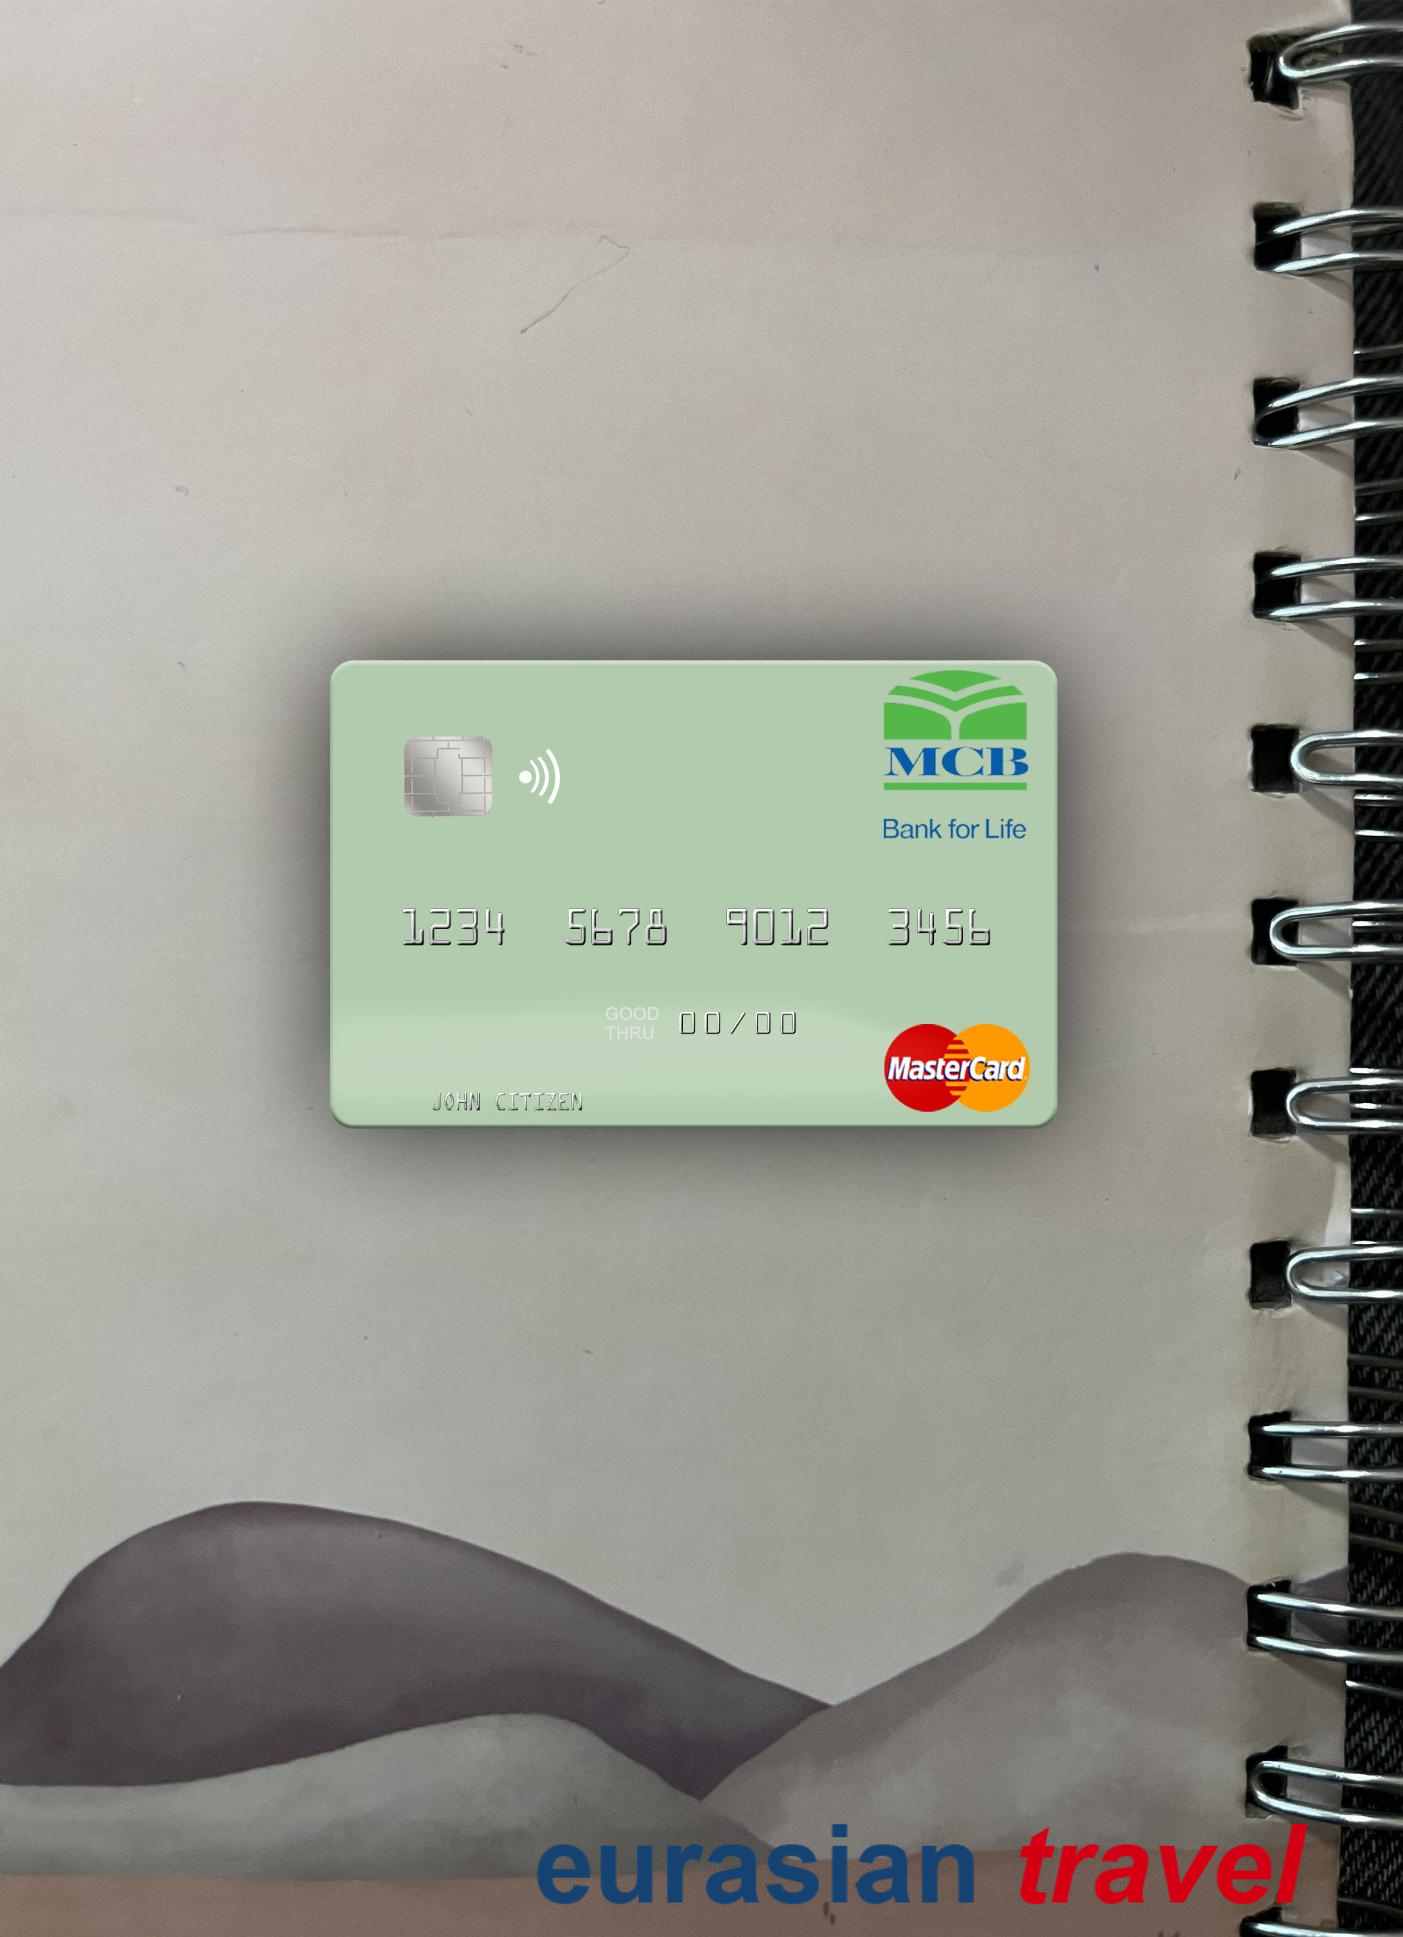 MCB
Bank for Life
1234 5678 9012 3456
GOOD
THRU 00/00
MasterCard
JOHN CITIZEN
eurasian travel